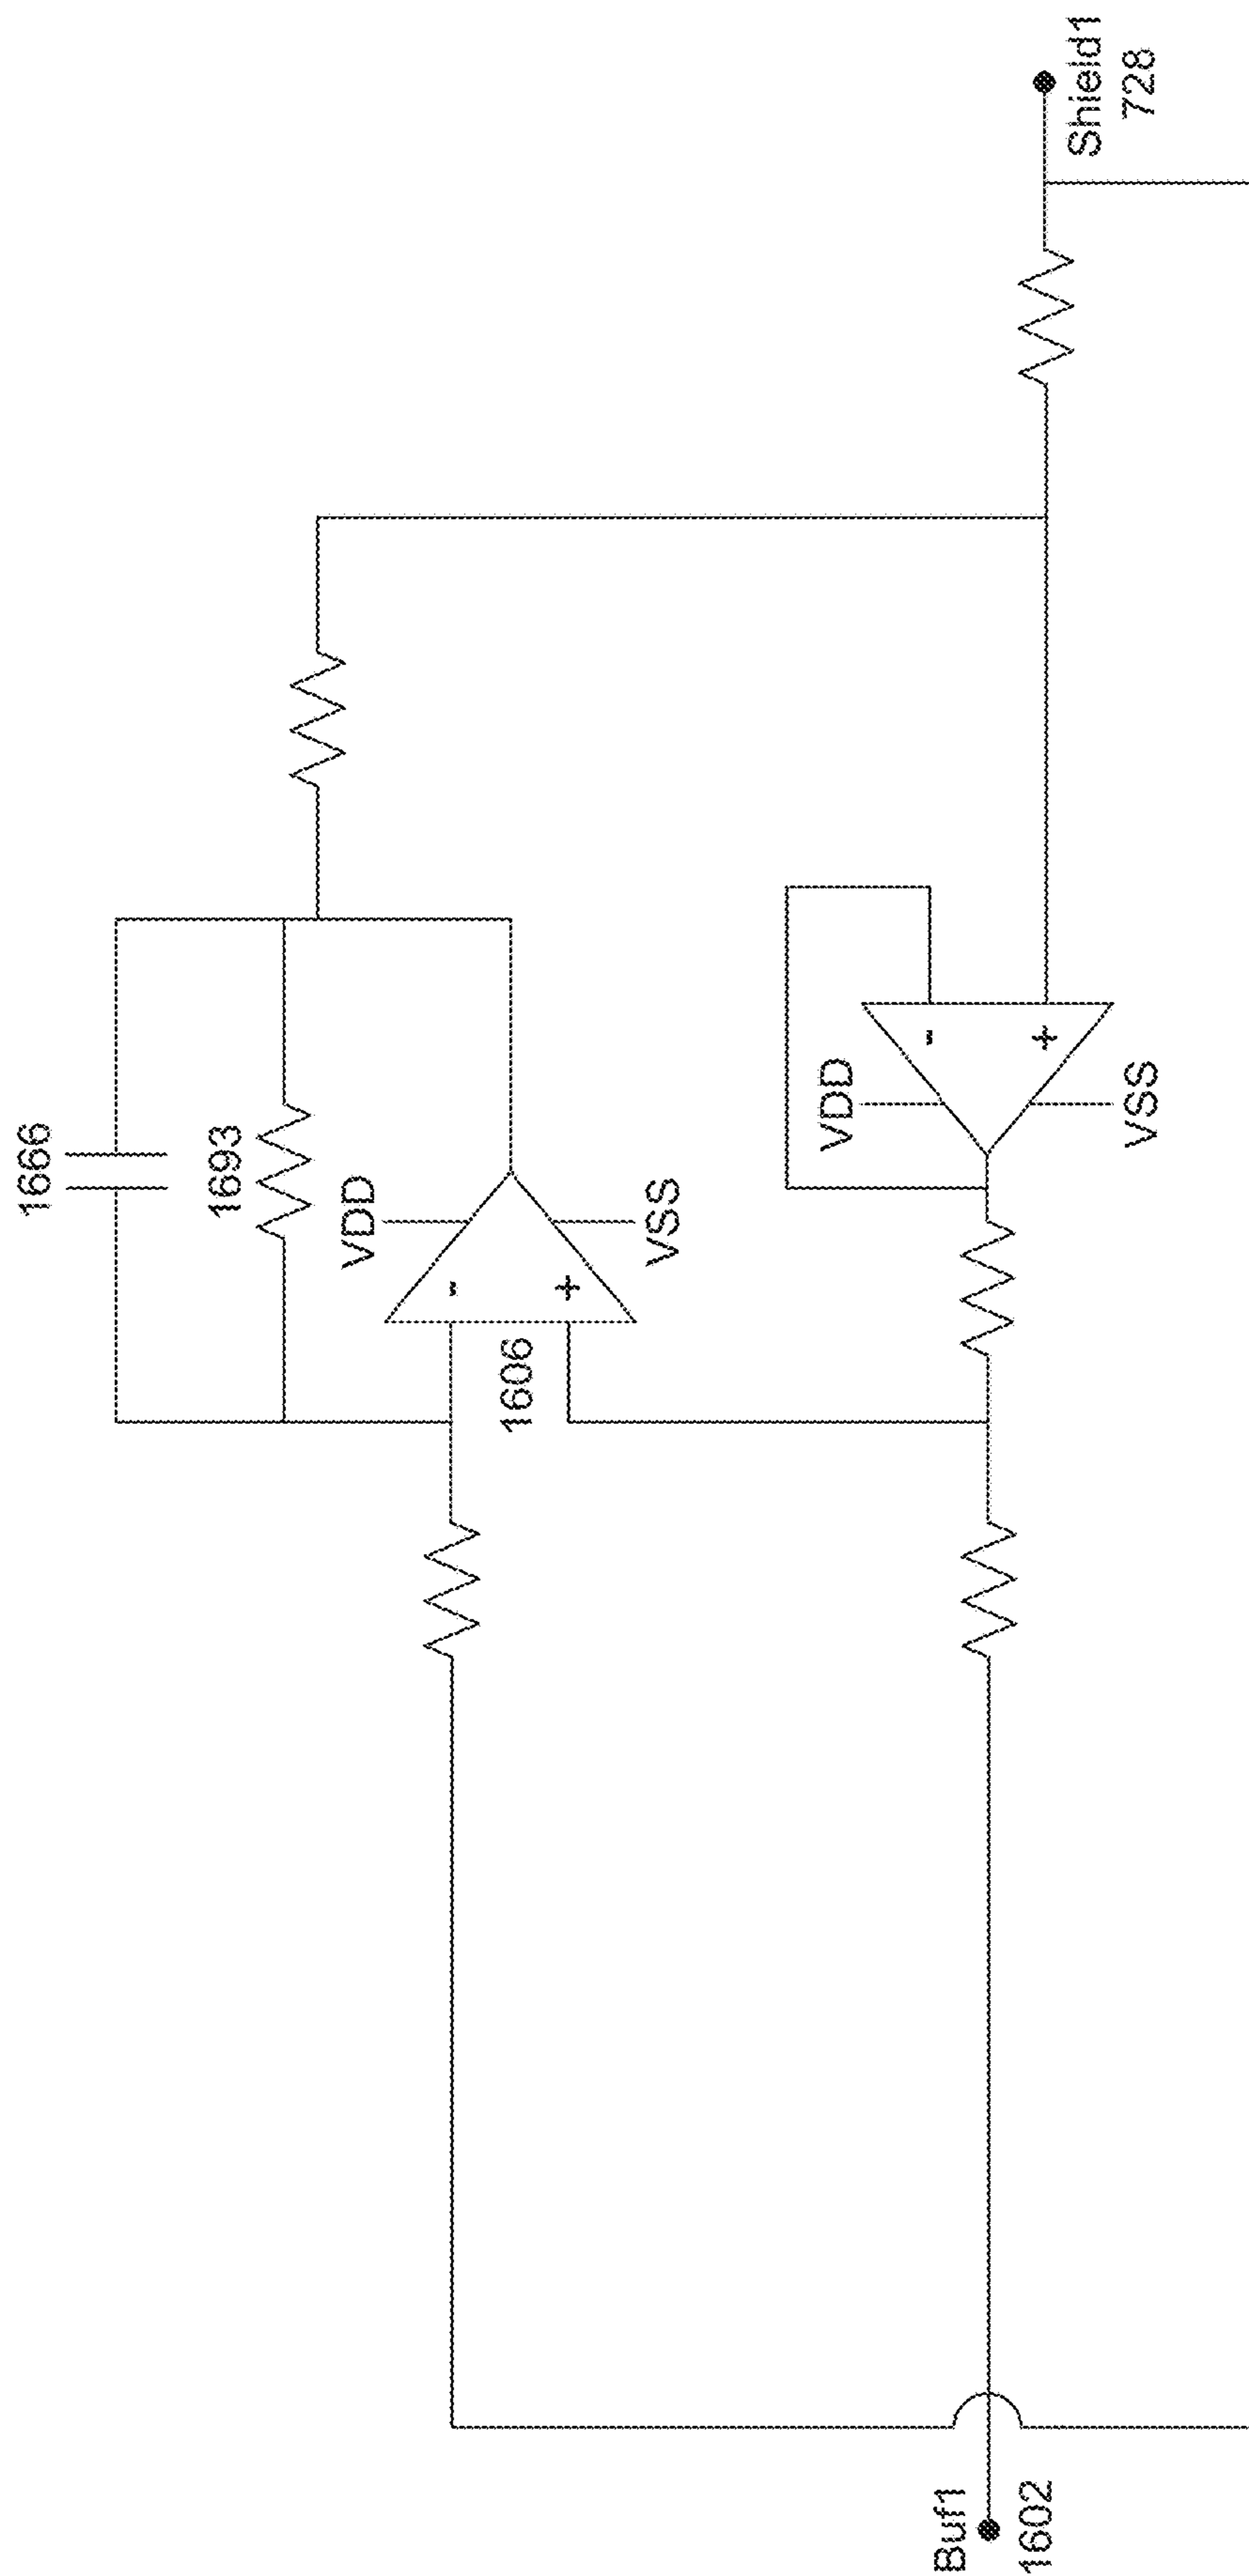 1666
1693
VDD
-
+
1606
VSS
VDD
-
+
VSS
Shield1
728
Buf1
1602